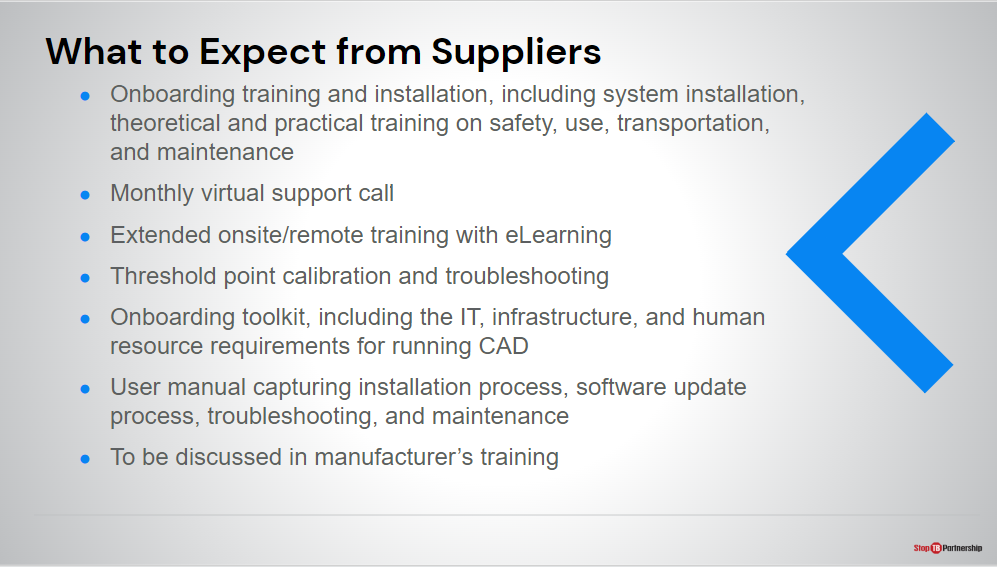 What to Expect from Suppliers
● Onboarding training and installation, including system installation,
theoretical and practical training on safety, use, transportation,
and maintenance
● Monthly virtual support call
● Extended onsite/remote training with eLearning
● Threshold point calibration and troubleshooting
● Onboarding toolkit, including the IT, infrastructure, and human
resource requirements for running CAD
● User manual capturing installation process, software update
process, troubleshooting, and maintenance
● To be discussed in manufacturer’s training
Stop TB Partnership